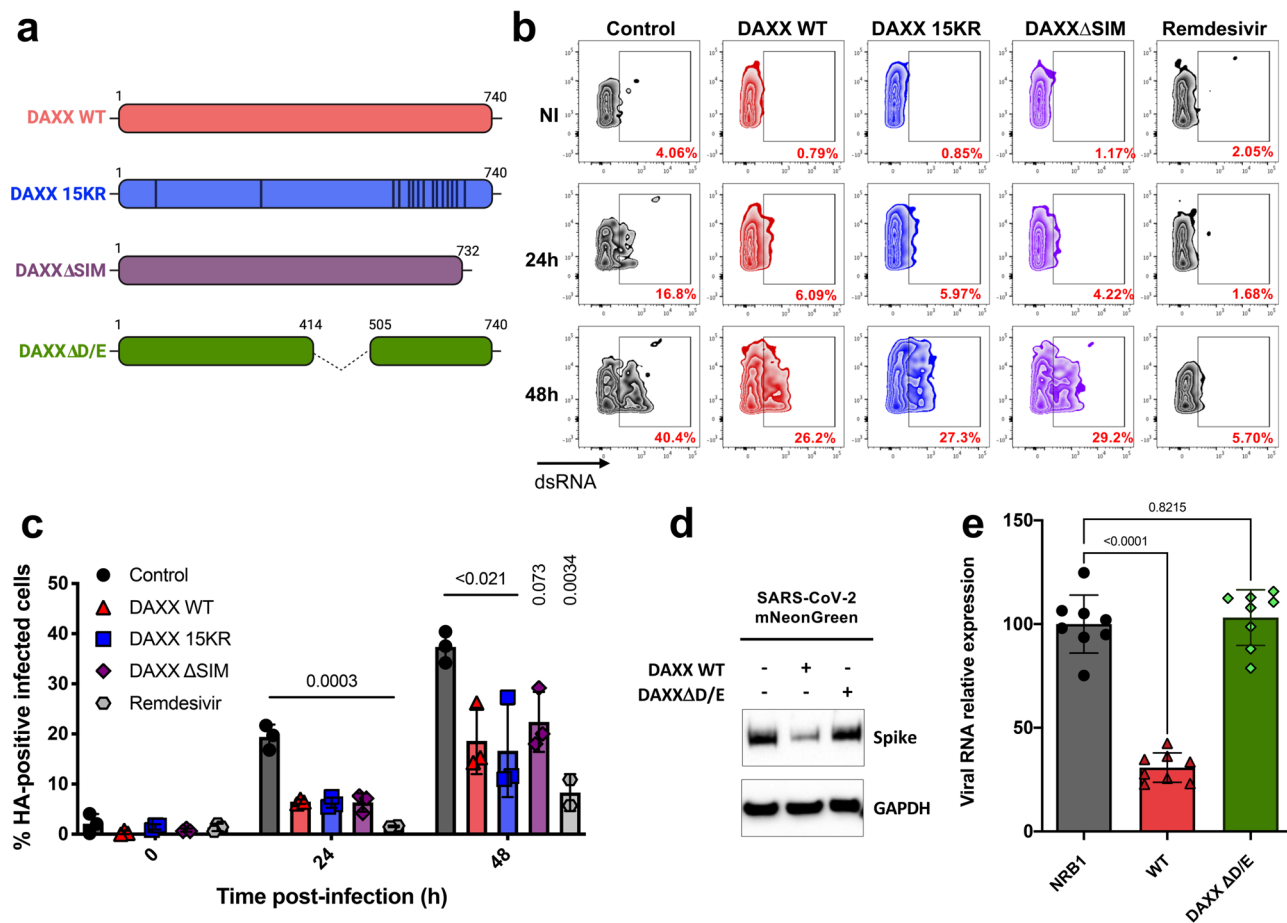 a
1
740
DAXX WT
1
740
DAXX 15KR
1
732
DAXXΔSIM
1
414
505
740
DAXXΔD/E
b
Control
DAXX WT
DAXX 15KR
DAXXΔSIM
Remdesivir
NI
4.06%
0.79%
0.85%
1.17%
2.05%
24h
16.8%
6.09%
5.97%
4.22%
1.68%
48h
40.4%
26.2%
27.3%
29.2%
5.70%
dsRNA
c
% HA-positive infected cells
50
40
30
20
10
0
Control
DAXX WT
DAXX 15KR
DAXX ΔSIM
Remdesivir
0.0003
<0.021
0.073
0.0034
0
24
48
Time post-infection (h)
d
SARS-CoV-2
mNeonGreen
DAXX WT - + -
DAXXΔD/E - - +
Spike
GAPDH
e
Viral RNA relative expression
150
100
50
0
0.8215
<0.0001
NRB1
WT
DAXX ΔD/E